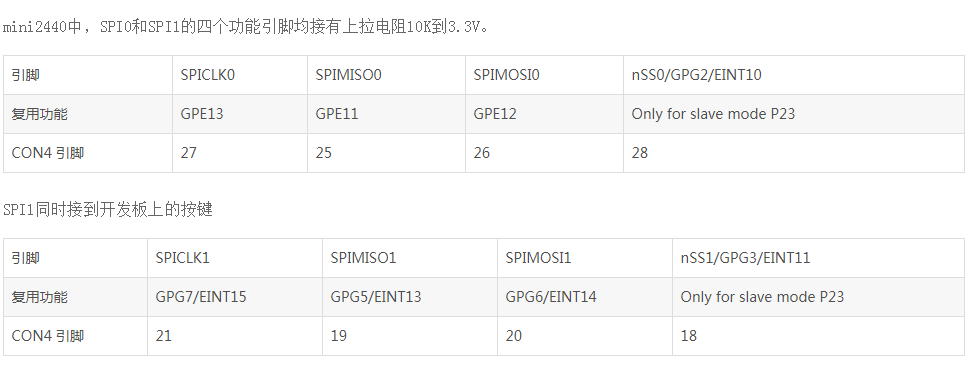 mini2440中，SPI0和SPI1的四个功能引脚均接有上拉电阻10K到3.3V。
引脚 SPICLK0 SPIMISO0 SPIMOSI0 nSS0/GPG2/EINT10
复用功能 GPE13 GPE11 GPE12 Only for slave mode P23
CON4 引脚 27 25 26 28
SPI1同时接到开发板上的按键
引脚 SPICLK1 SPIMISO1 SPIMOSI1 nSS1/GPG3/EINT11
复用功能 GPG7/EINT15 GPG5/EINT13 GPG6/EINT14 Only for slave mode P23
CON4 引脚 21 19 20 18